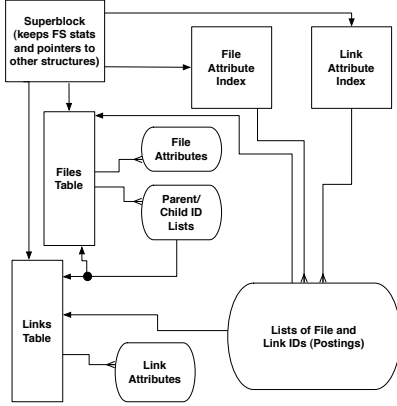 Superblock
(keeps FS stats
and pointers to
other structures)
File
Attribute
Index
Link
Attribute
Index
Files
Table
File
Attributes
Parent/
Child ID
Lists
Links
Table
Link
Attributes
Lists of File and
Link IDs (Postings)